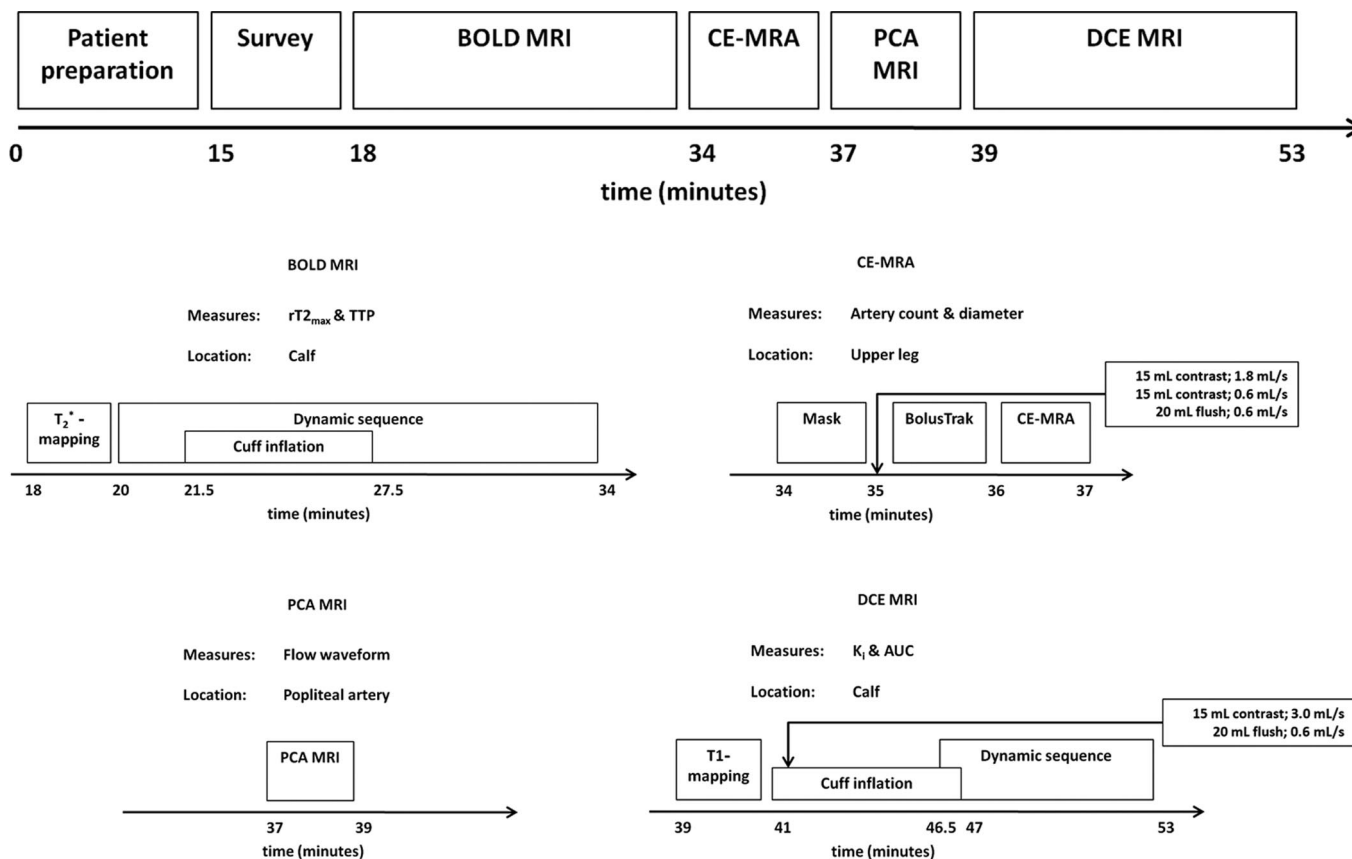 Patient
preparation
Survey
BOLD MRI
CE-MRA
PCA
MRI
DCE MRI
0 15 18 34 37 39 53
time (minutes)
BOLD MRI
Measures: rT2max & TTP
Location: Calf
T2* -
mapping
Dynamic sequence
Cuff inflation
18 20 21.5 27.5 34
time (minutes)
CE-MRA
Measures: Artery count & diameter
Location: Upper leg
15 mL contrast; 1.8 mL/s
15 mL contrast; 0.6 mL/s
20 mL flush; 0.6 mL/s
Mask
BolusTrak
CE-MRA
34 35 36 37
time (minutes)
PCA MRI
Measures: Flow waveform
Location: Popliteal artery
PCA MRI
37 39
time (minutes)
DCE MRI
Measures: Ki & AUC
Location: Calf
15 mL contrast; 3.0 mL/s
20 mL flush; 0.6 mL/s
T1-
mapping
Cuff inflation
Dynamic sequence
39 41 46.5 47 53
time (minutes)